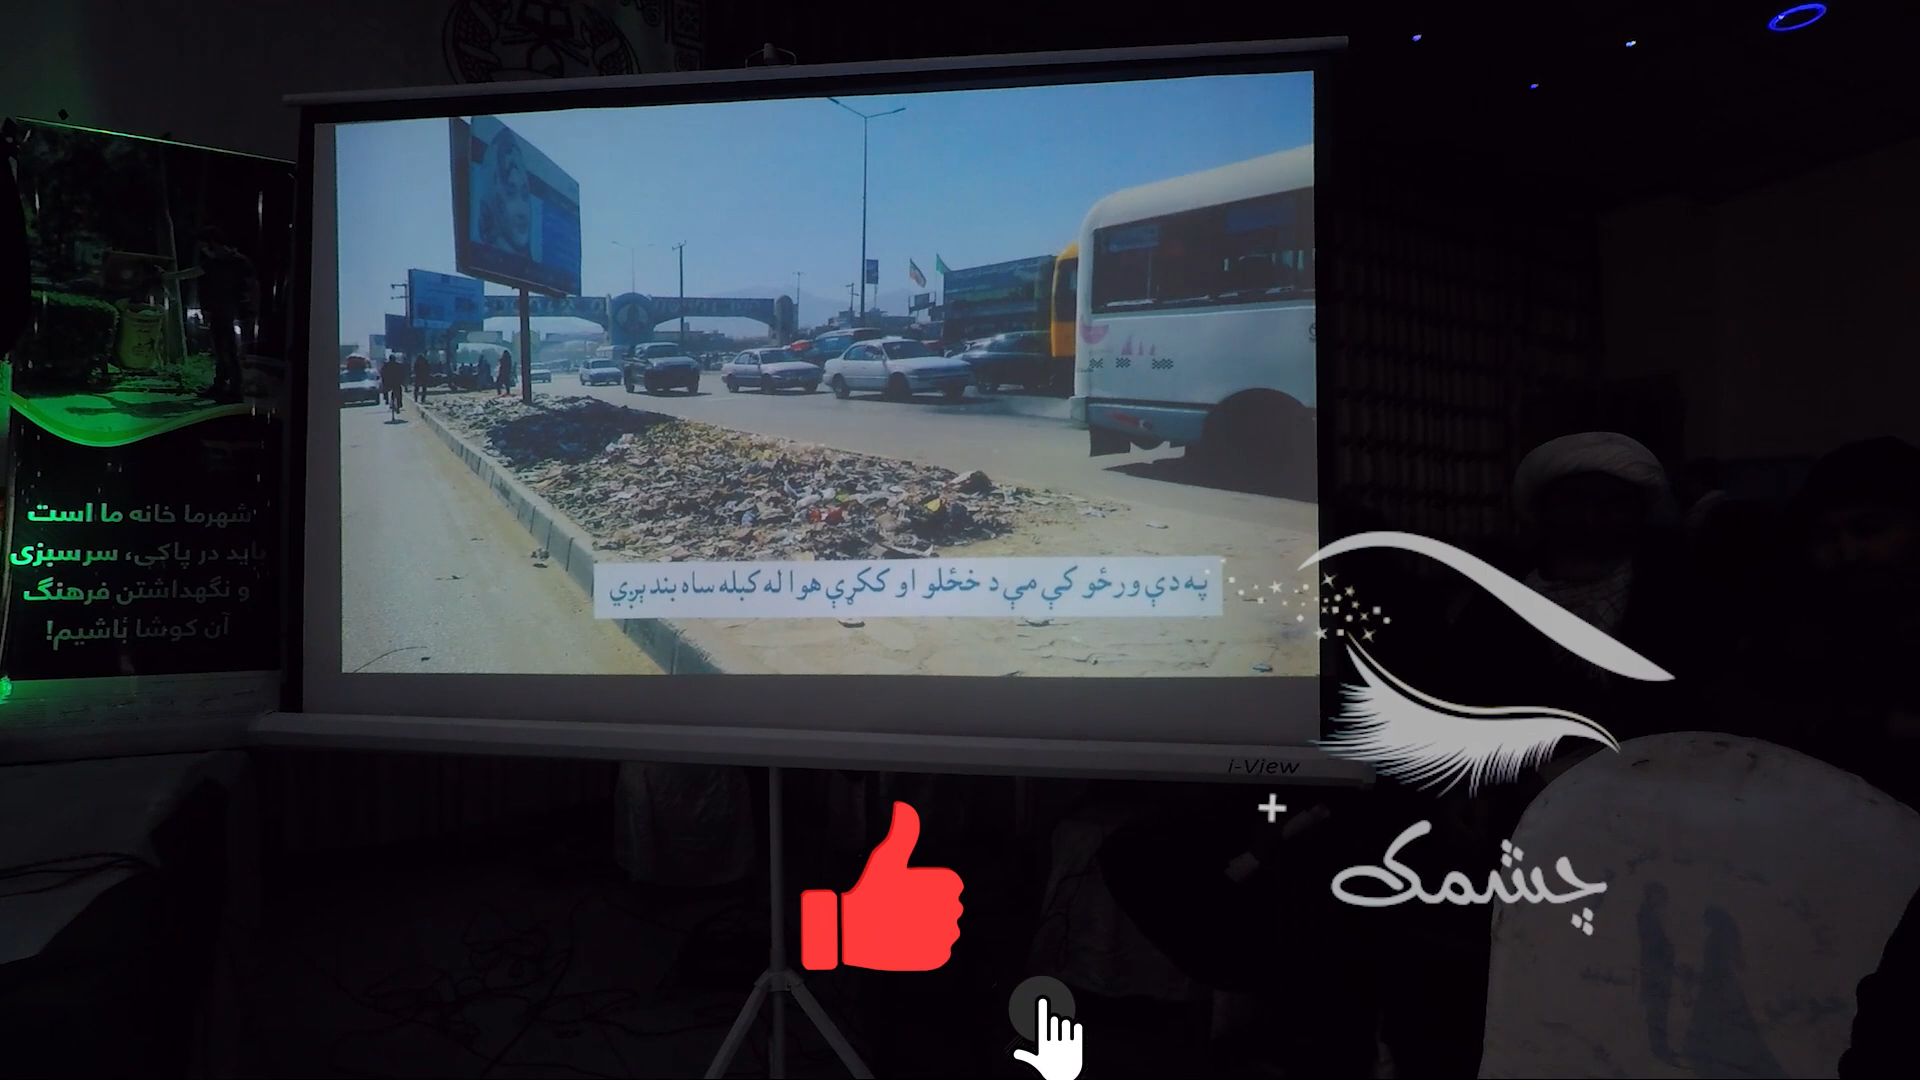 شهرما خانه ما است
باید در پاکی، سرسبزی
و نگهداشتن فرهنگ
آن کوشا باشیم!
په دې ورځو کې مې د خځلو او ککړې هوا له کبله ساه بندېږي
i-View
چشمک